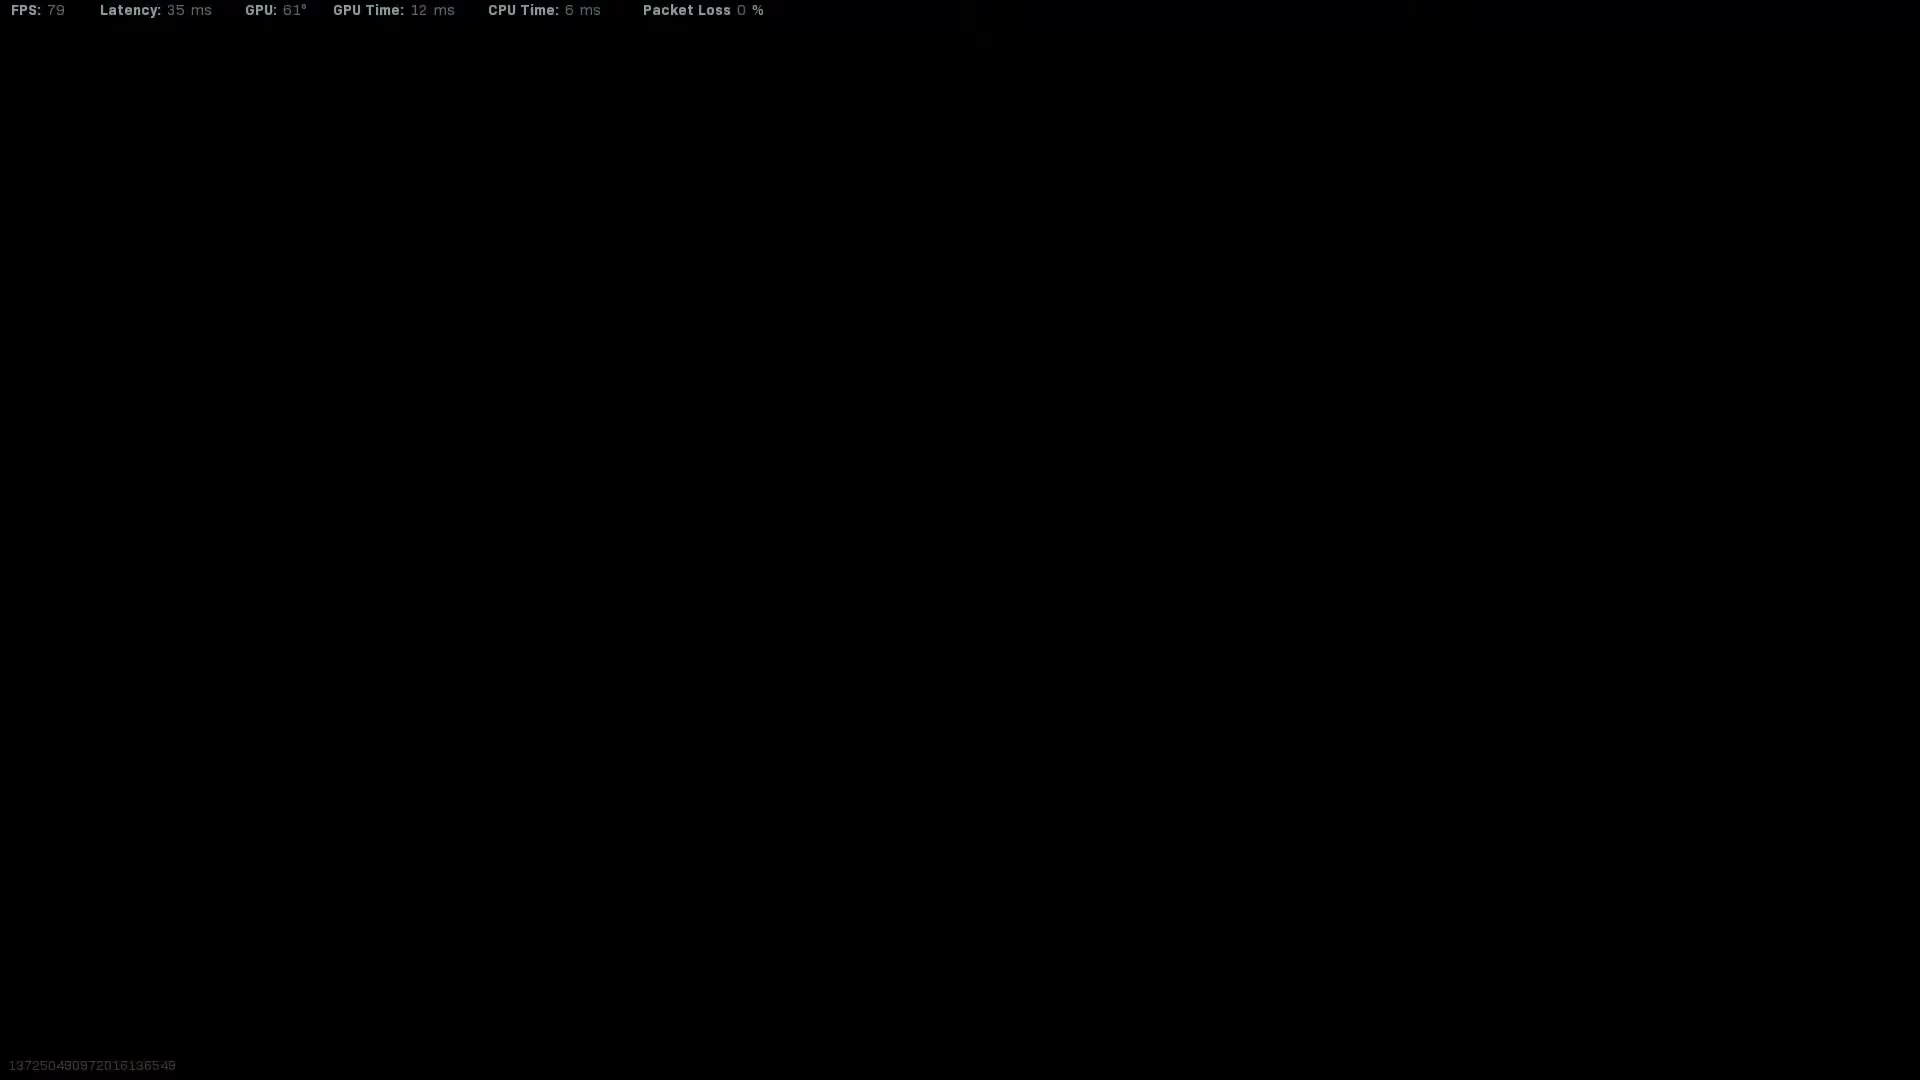 FPS: 79 Latency: 35 ms GPU: 61° GPU Time: 12 ms CPU Time: 6 ms Packet Loss 0 %
137250490972016136549